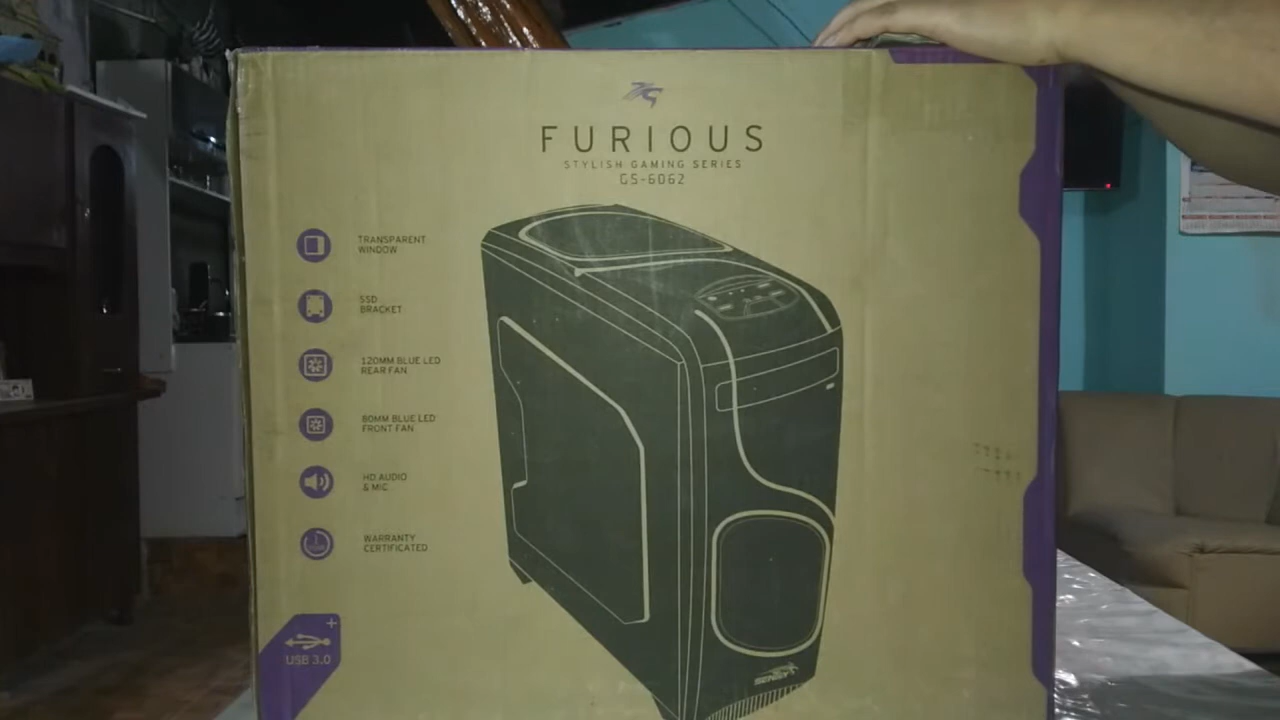 FURIOUS
STYLISH GAMING SERIES
GS-6062
TRANSPARENT
WINDOW
SSD
BRACKET
120MM BLUE LED
REAR FAN
80MM BLUE LED
FRONT FAN
HD AUDIO
& MIC
WARRANTY
CERTIFICATED
+
USB 3.0
SENSEY